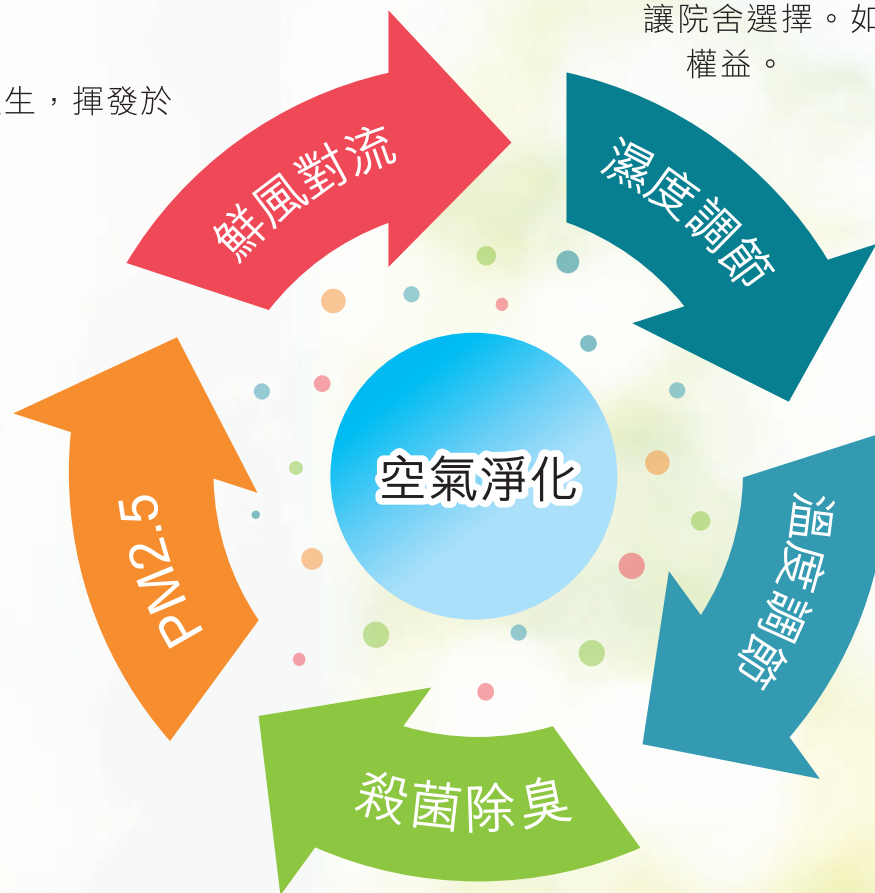 讓院舍選擇。如
權益。
生，揮發於
鮮風對流
濕度調節
溫度調節
殺菌除臭
PM2.5
空氣淨化